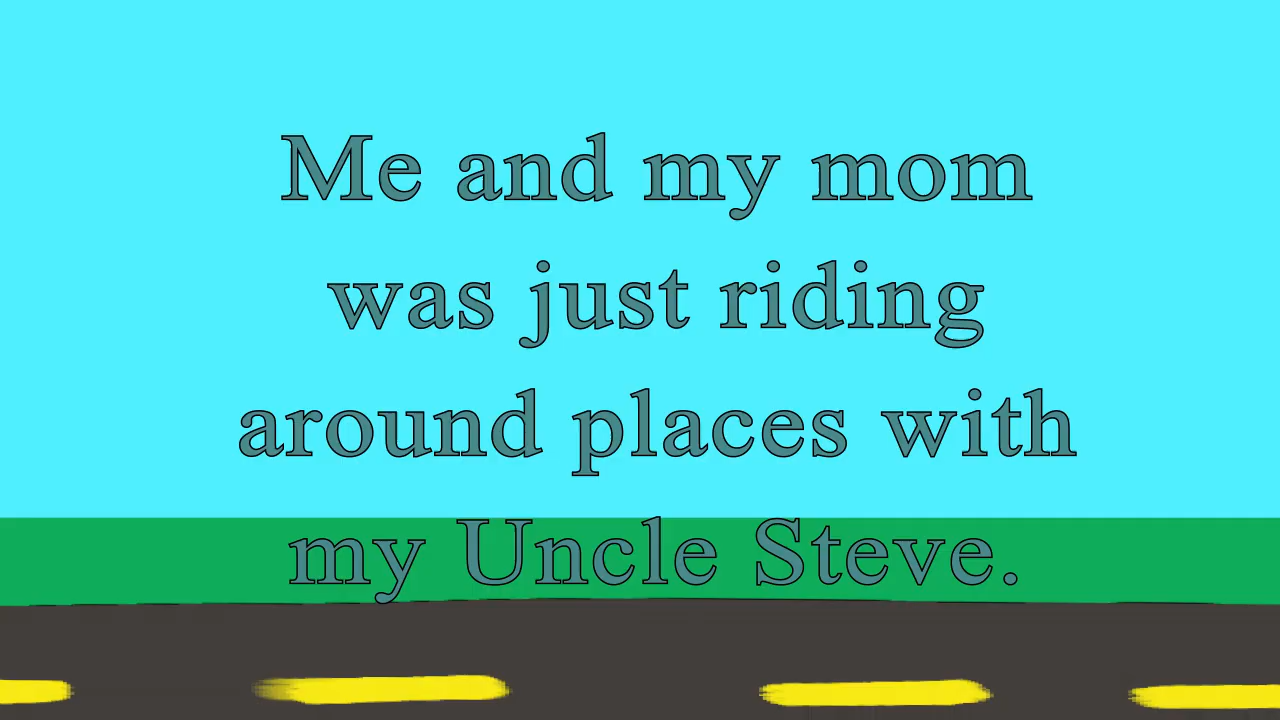 Me and my mom
was just riding
around places with
my Uncle Steve.